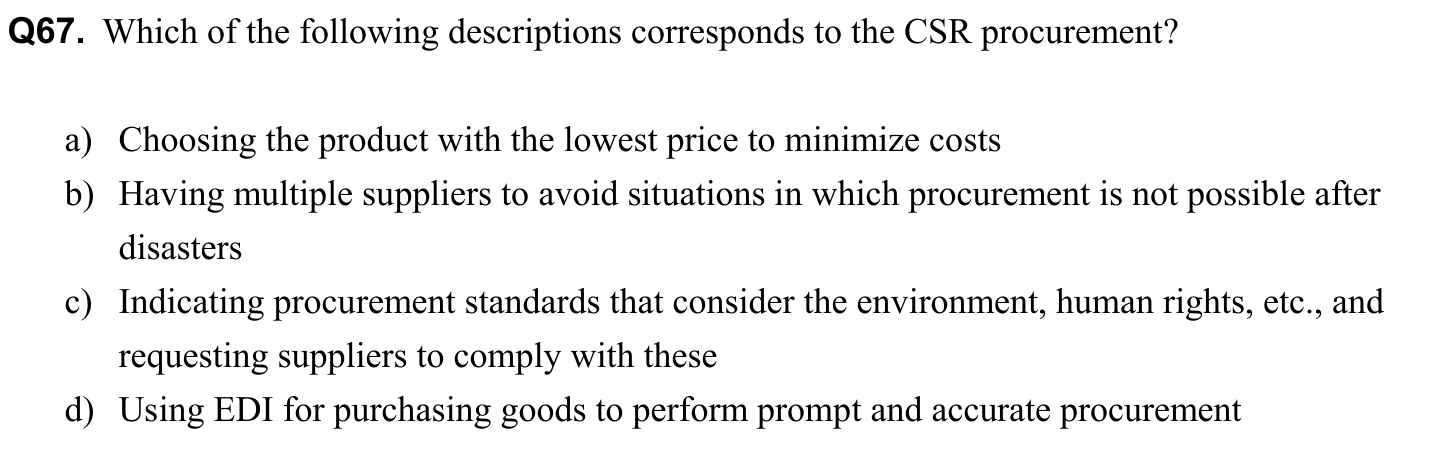 Q67. Which of the following descriptions corresponds to the CSR procurement?
a) Choosing the product with the lowest price to minimize costs
b) Having multiple suppliers to avoid situations in which procurement is not possible after
disasters
c) Indicating procurement standards that consider the environment, human rights, etc., and
requesting suppliers to comply with these
d) Using EDI for purchasing goods to perform prompt and accurate procurement